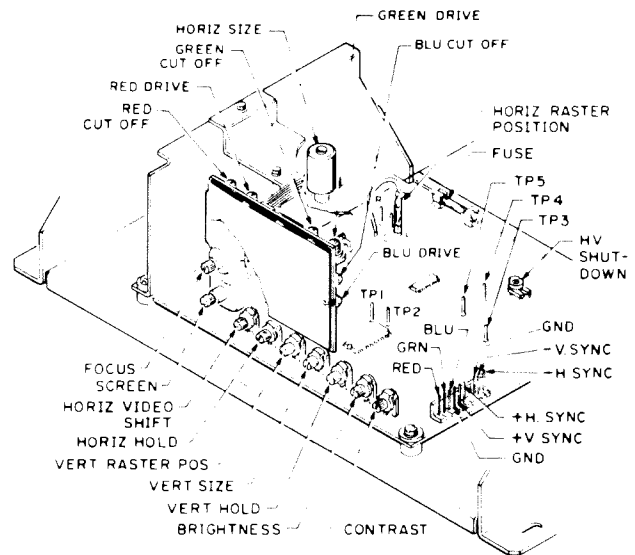 GREEN DRIVE
HORIZ SIZE
GREEN
CUT OFF
BLU CUT OFF
RED DRIVE
RED
CUT OFF
HORIZ RASTER
POSITION
FUSE
TP5
TP4
TP3
HV
SHUT-
DOWN
BLU DRIVE
TP1
TP2
BLU
GND
GRN
-V. SYNC
RED
-H SYNC
FOCUS
SCREEN
HORIZ VIDEO
SHIFT
+H. SYNC
HORIZ HOLD
+V SYNC
VERT RASTER POS
GND
VERT SIZE
VERT HOLD
BRIGHTNESS
CONTRAST